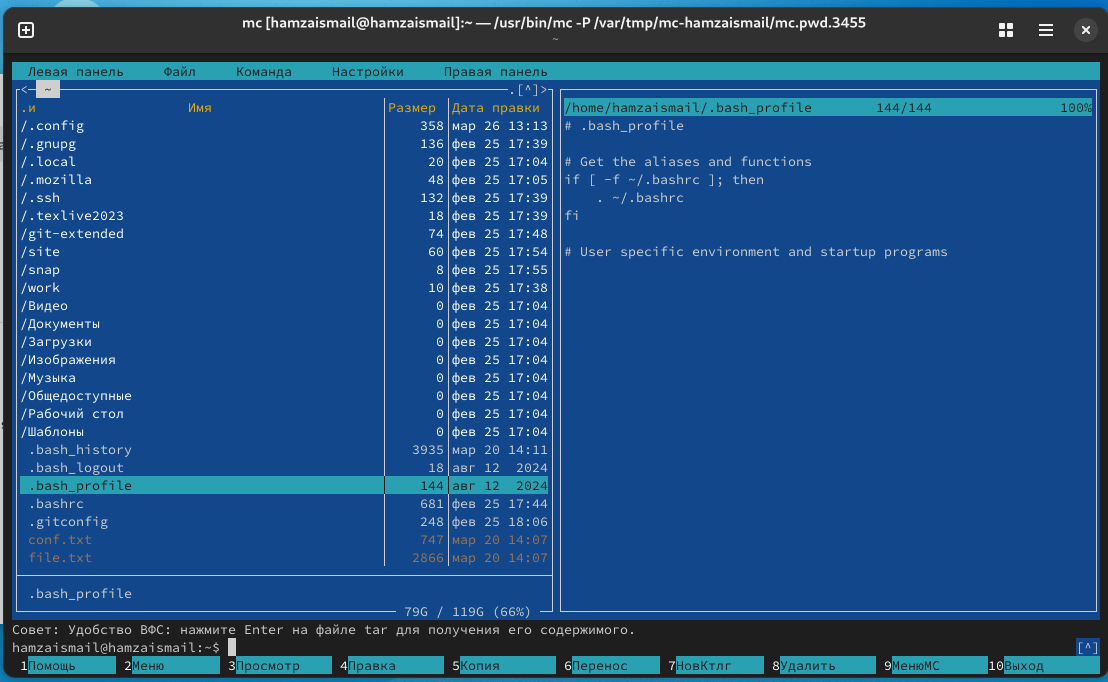 mc [hamzaismail@hamzaismail]:~ — /usr/bin/mc -P /var/tmp/mc-hamzaismail/mc.pwd.3455
~
Левая панель Файл Команда Настройки Правая панель
<─ ~ .[^]>
.и Имя Размер Дата правки
/.config 358 мар 26 13:13
/.gnupg 136 фев 25 17:39
/.local 20 фев 25 17:04
/.mozilla 48 фев 25 17:05
/.ssh 132 фев 25 17:39
/.texlive2023 18 фев 25 17:39
/git-extended 74 фев 25 17:48
/site 60 фев 25 17:54
/snap 8 фев 25 17:55
/work 10 фев 25 17:38
/Видео 0 фев 25 17:04
/Документы 0 фев 25 17:04
/Загрузки 0 фев 25 17:04
/Изображения 0 фев 25 17:04
/Музыка 0 фев 25 17:04
/Общедоступные 0 фев 25 17:04
/Рабочий стол 0 фев 25 17:04
/Шаблоны 0 фев 25 17:04
.bash_history 3935 мар 20 14:11
.bash_logout 18 авг 12 2024
.bash_profile 144 авг 12 2024
.bashrc 681 фев 25 17:44
.gitconfig 248 фев 25 18:06
conf.txt 747 мар 20 14:07
file.txt 2866 мар 20 14:07
.bash_profile
79G / 119G (66%)
/home/hamzaismail/.bash_profile 144/144 100%
# .bash_profile
# Get the aliases and functions
if [ -f ~/.bashrc ]; then
. ~/.bashrc
fi
# User specific environment and startup programs
Совет: Удобство ВФС: нажмите Enter на файле tar для получения его содержимого.
hamzaismail@hamzaismail:~$ [^]
1Помощь 2Меню 3Просмотр 4Правка 5Копия 6Перенос 7НовКтлг 8Удалить 9МенюMC 10Выход